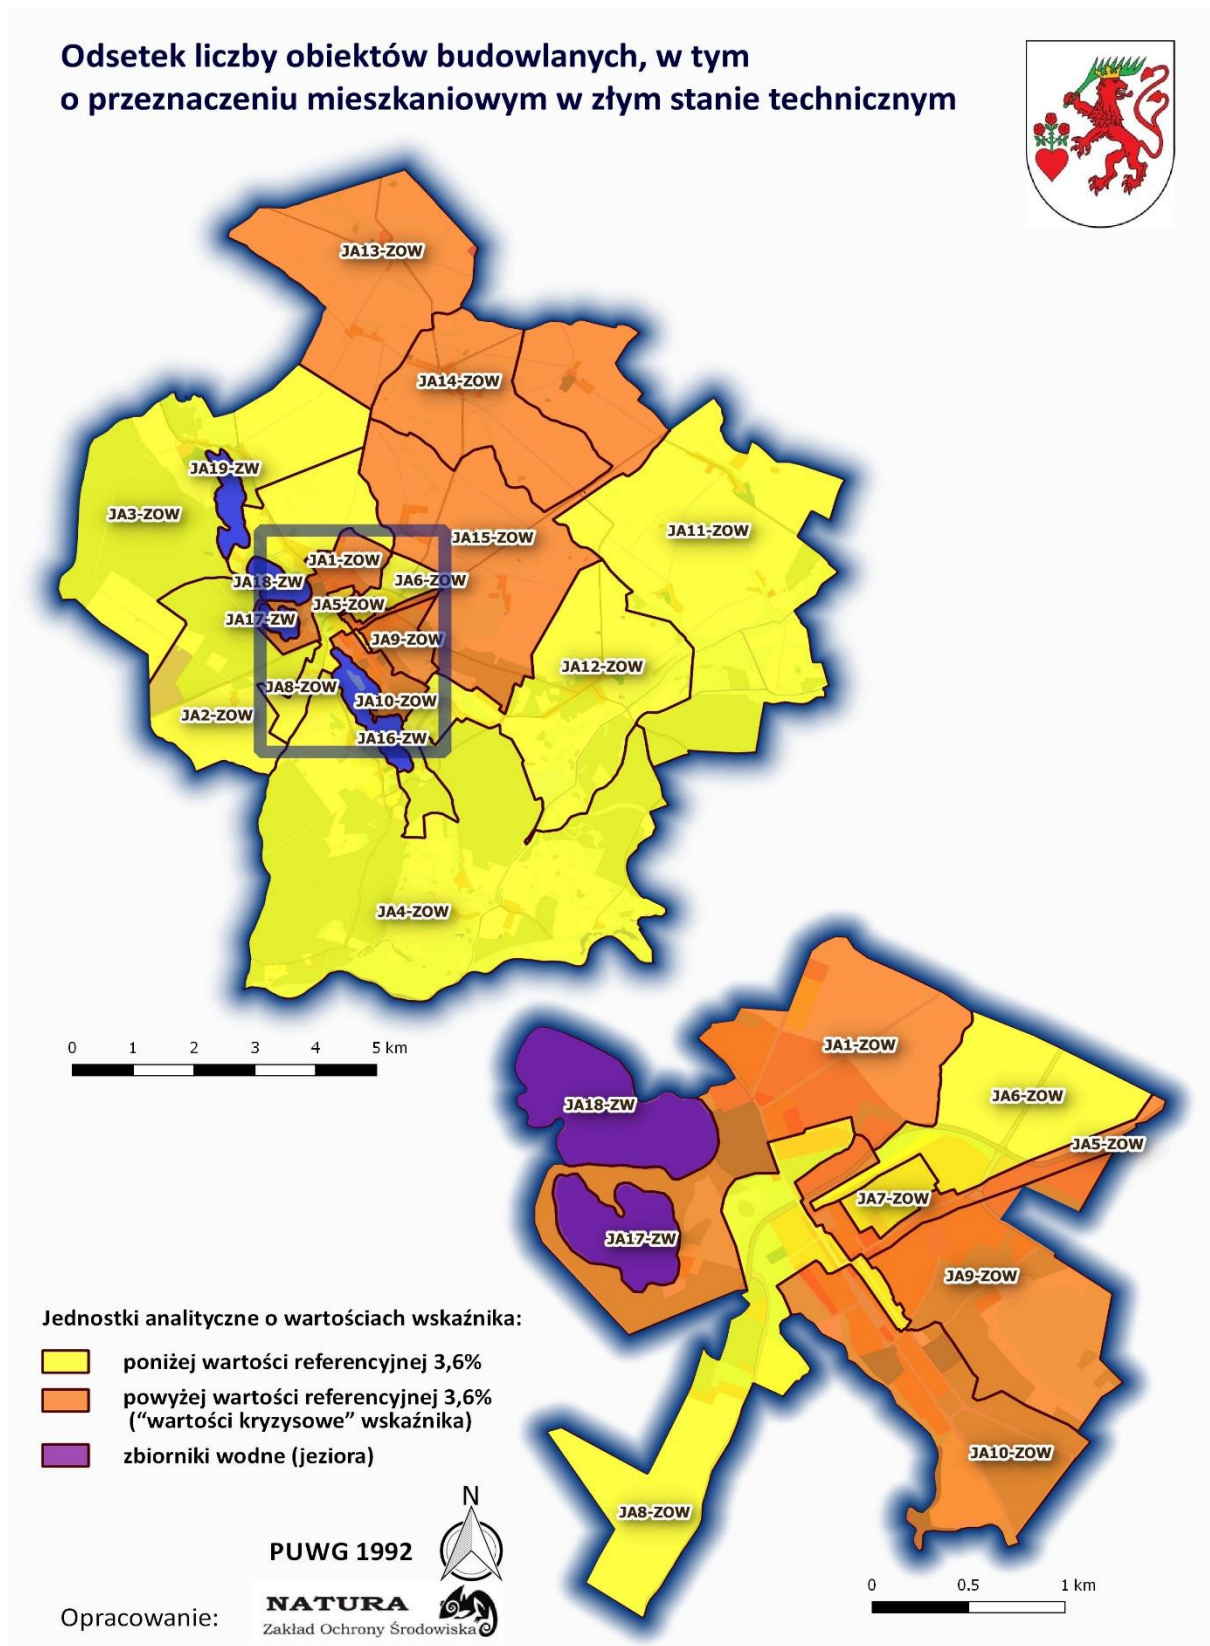 Odsetek liczby obiektów budowlanych, w tym
o przeznaczeniu mieszkaniowym w złym stanie technicznym
JA13-ZOW
JA14-ZOW
JA19-ZW
JA3-ZOW
JA11-ZOW
JA15-ZOW
JA1-ZOW
JA18-ZW
JA6-ZOW
JA5-ZOW
JA17-ZW
JA9-ZOW
JA12-ZOW
JA8-ZOW
JA10-ZOW
JA2-ZOW
JA16-ZW
JA4-ZOW
0 1 2 3 4 5 km
JA1-ZOW
JA6-ZOW
JA18-ZW
JA5-ZOW
JA7-ZOW
JA17-ZW
JA9-ZOW
JA10-ZOW
JA8-ZOW
Jednostki analityczne o wartościach wskaźnika:
poniżej wartości referencyjnej 3,6%
powyżej wartości referencyjnej 3,6%
(“wartości kryzysowe” wskaźnika)
zbiorniki wodne (jeziora)
N
PUWG 1992
0 0.5 1 km
Opracowanie:
NATURA
Zakład Ochrony Środowiska